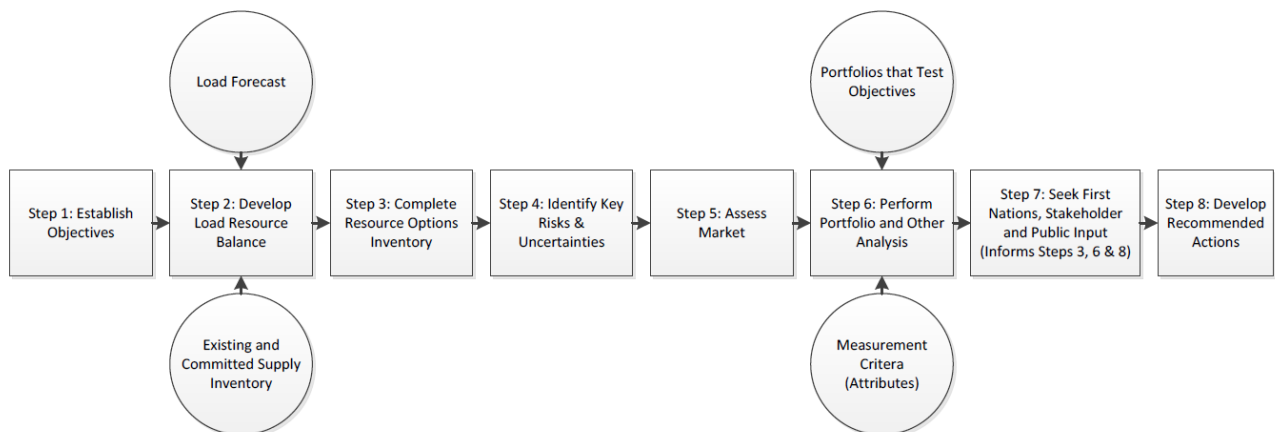 Load Forecast
Portfolios that Test
Objectives
Step 1: Establish
Objectives
Step 2: Develop
Load Resource
Balance
Step 3: Complete
Resource Options
Inventory
Step 4: Identify Key
Risks &
Uncertainties
Step 5: Assess
Market
Step 6: Perform
Portfolio and Other
Analysis
Step 7: Seek First
Nations, Stakeholder
and Public Input
(Informs Steps 3, 6 & 8)
Step 8: Develop
Recommended
Actions
Existing and
Committed Supply
Inventory
Measurement
Critera
(Attributes)